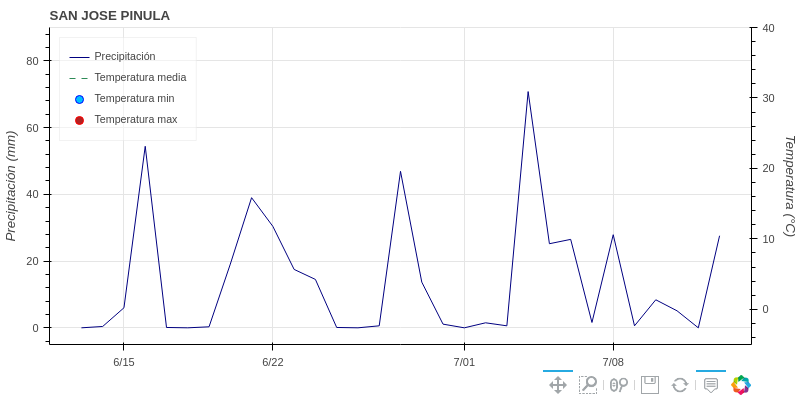 SAN JOSE PINULA
Precipitación
Temperatura media
Temperatura min
Temperatura max
Precipitación (mm)
80
60
40
20
0
Temperatura (°C)
40
30
20
10
0
6/15
6/22
7/01
7/08